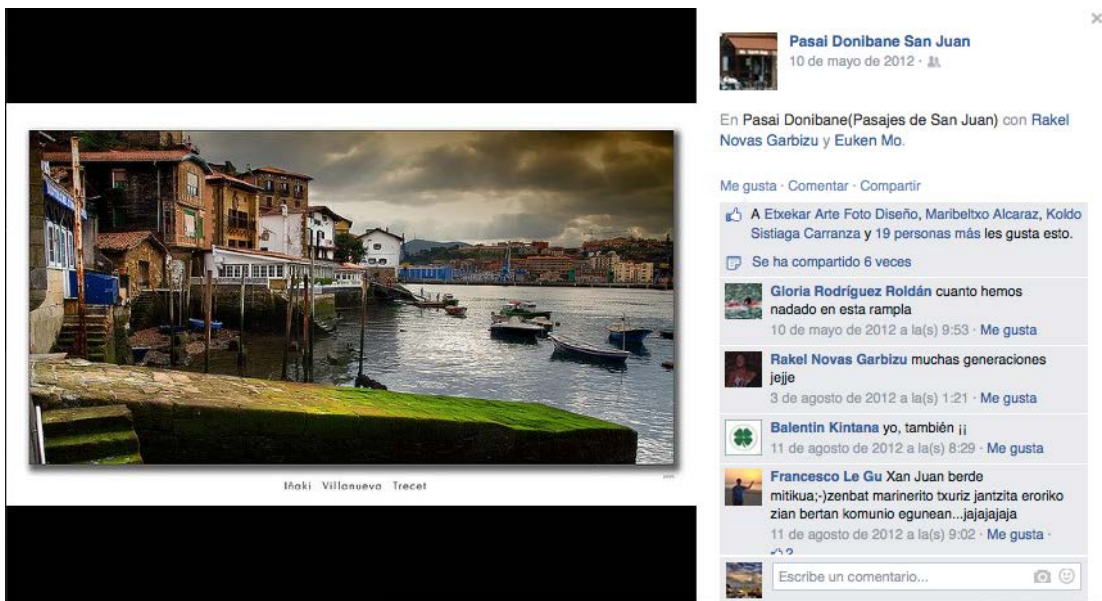 Iñaki Villanueva Trecet
×
Pasai Donibane San Juan
10 de mayo de 2012 ·
En Pasai Donibane(Pasajes de San Juan) con Rakel
Novas Garbizu y Euken Mo.
Me gusta · Comentar · Compartir
A Etxekar Arte Foto Diseño, Maribeltxo Alcaraz, Koldo
Sistiaga Carranza y 19 personas más les gusta esto.
Se ha compartido 6 veces
Gloria Rodríguez Roldán cuanto hemos
nadado en esta rampla
10 de mayo de 2012 a la(s) 9:53 · Me gusta
Rakel Novas Garbizu muchas generaciones
jejje
3 de agosto de 2012 a la(s) 1:21 · Me gusta
Balentin Kintana yo, también ¡¡
11 de agosto de 2012 a la(s) 8:29 · Me gusta
Francesco Le Gu Xan Juan berde
mitikua;-)zenbat marinerito txuriz jantzita eroriko
zian bertan komunio egunean...jajajajaja
11 de agosto de 2012 a la(s) 9:02 · Me gusta ·
2
Escribe un comentario...